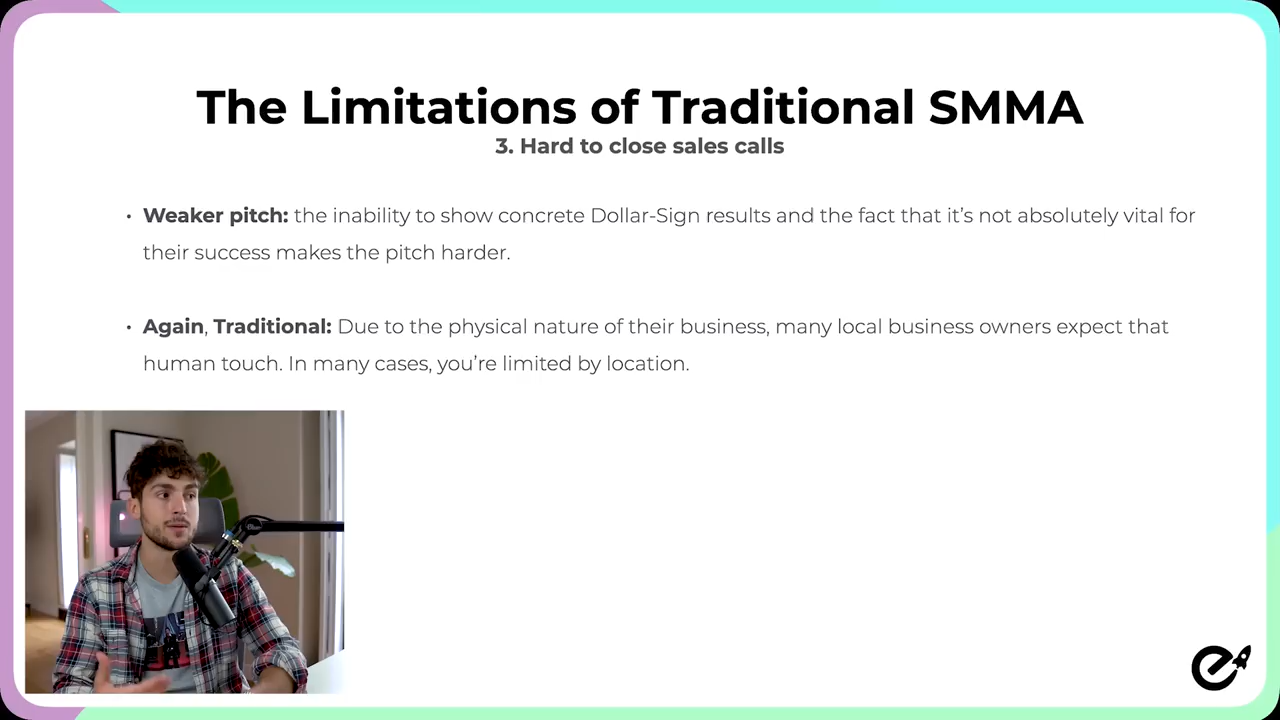 The Limitations of Traditional SMMA
3. Hard to close sales calls
• Weaker pitch: the inability to show concrete Dollar-Sign results and the fact that it’s not absolutely vital for
their success makes the pitch harder.
• Again, Traditional: Due to the physical nature of their business, many local business owners expect that
human touch. In many cases, you’re limited by location.